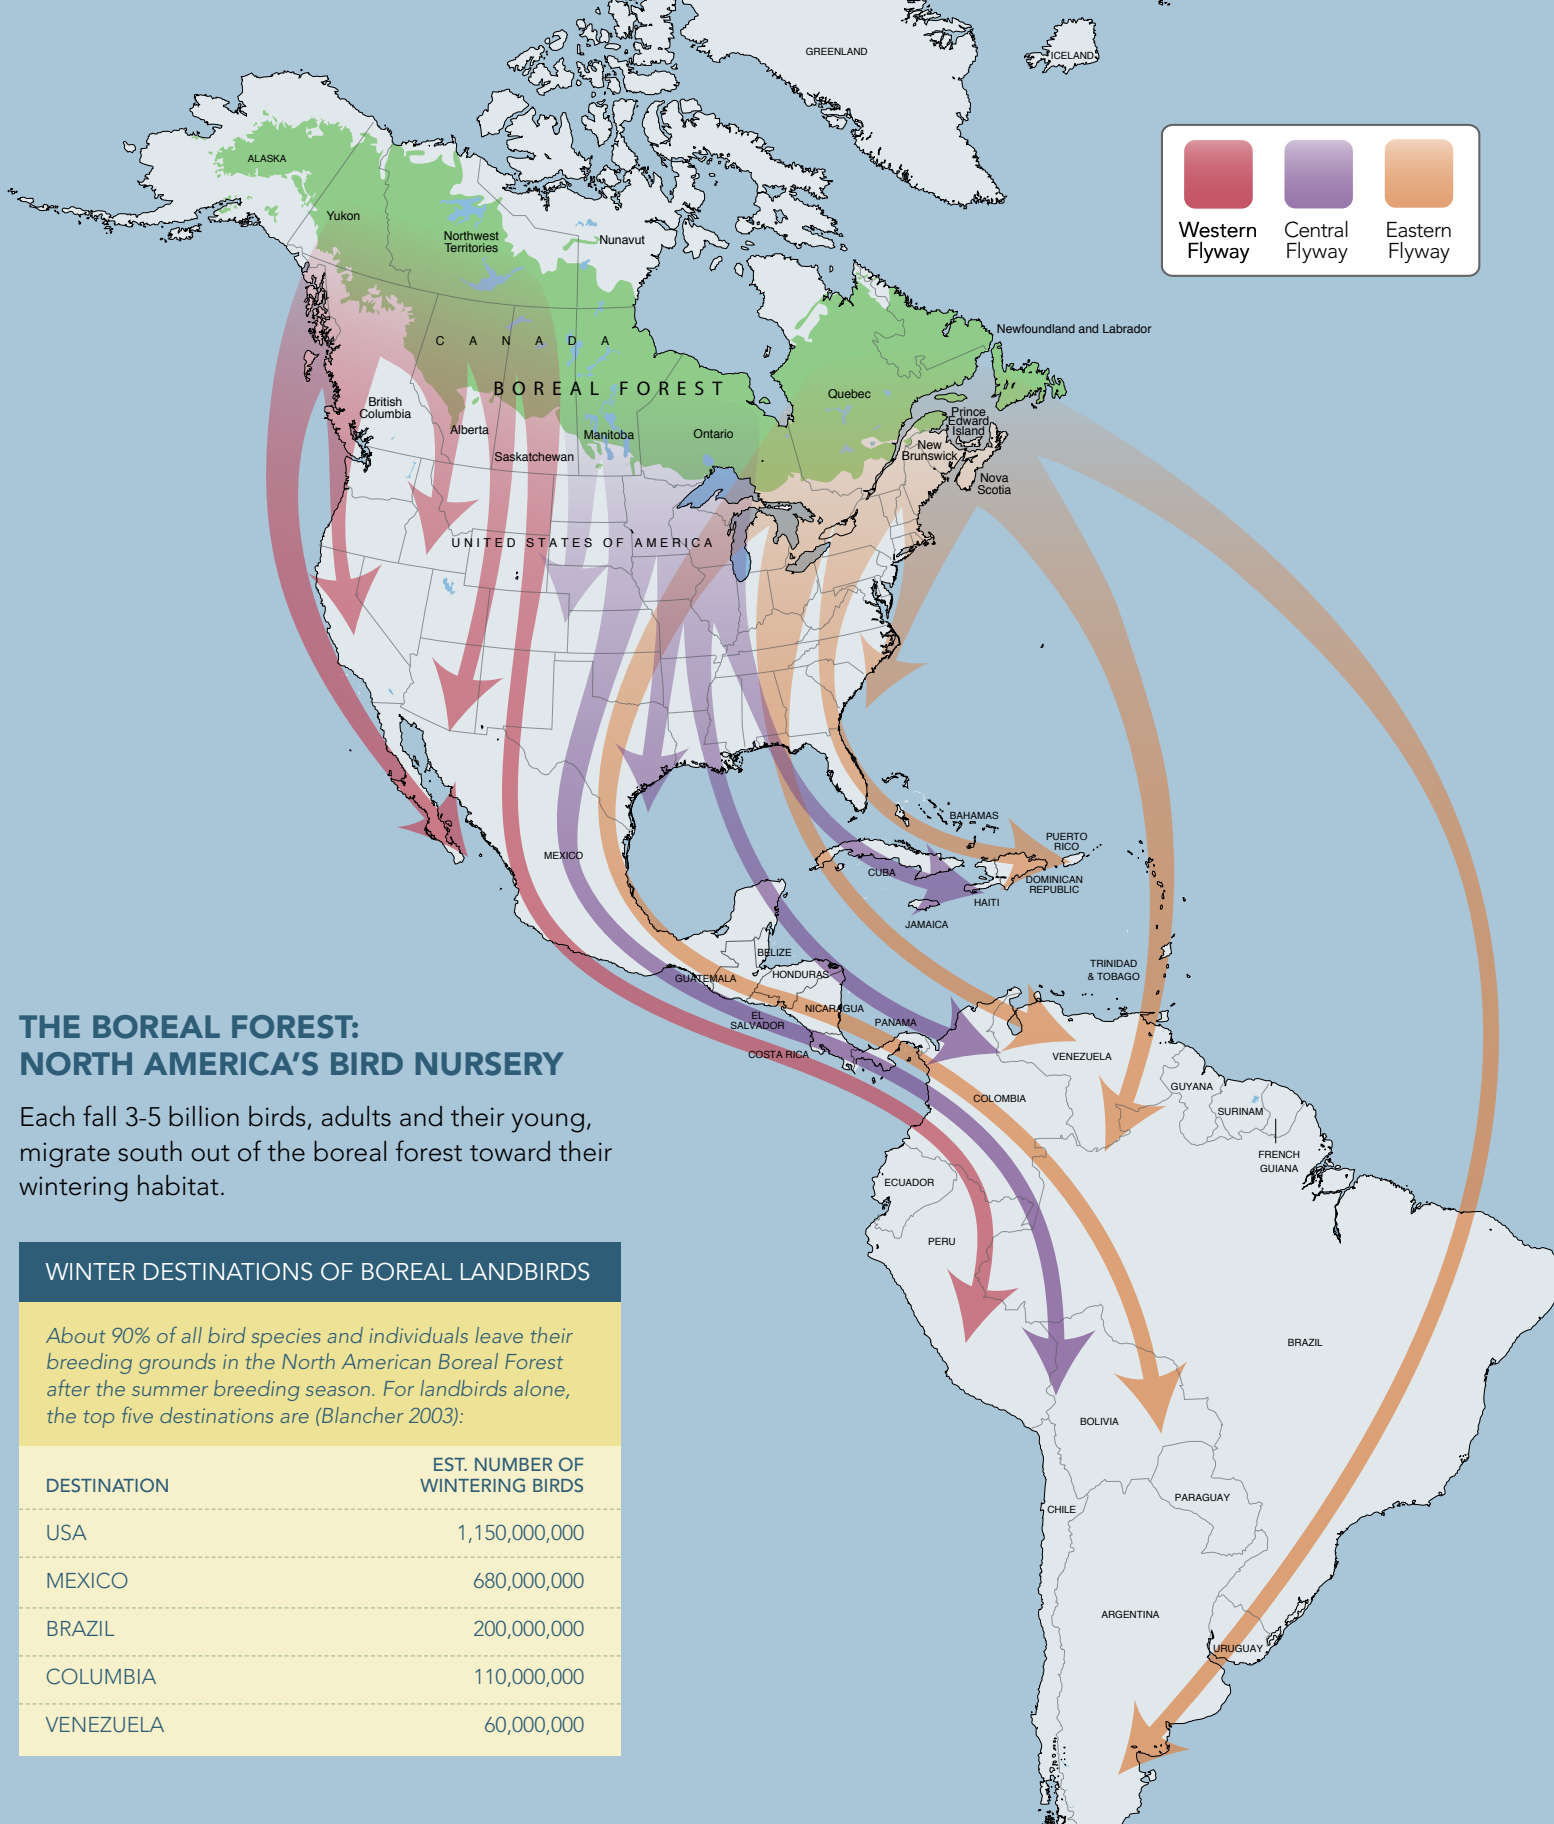 GREENLAND
ICELAND
ALASKA
Yukon
Northwest
Territories
Nunavut
Western
Flyway
Central
Flyway
Eastern
Flyway
CANADA
BOREAL FOREST
Newfoundland and Labrador
British
Columbia
Alberta
Saskatchewan
Manitoba
Ontario
Quebec
Prince
Edward
Island
New
Brunswick
Nova
Scotia
UNITED STATES OF AMERICA
MEXICO
BAHAMAS
PUERTO
RICO
CUBA
DOMINICAN
REPUBLIC
HAITI
JAMAICA
BELIZE
GUATEMALA
HONDURAS
EL
SALVADOR
NICARAGUA
COSTA RICA
PANAMA
TRINIDAD
& TOBAGO
VENEZUELA
COLOMBIA
GUYANA
SURINAM
FRENCH
GUIANA
ECUADOR
PERU
BRAZIL
BOLIVIA
PARAGUAY
CHILE
ARGENTINA
URUGUAY
THE BOREAL FOREST:
NORTH AMERICA'S BIRD NURSERY
Each fall 3-5 billion birds, adults and their young,
migrate south out of the boreal forest toward their
wintering habitat.
WINTER DESTINATIONS OF BOREAL LANDBIRDS
About 90% of all bird species and individuals leave their
breeding grounds in the North American Boreal Forest
after the summer breeding season. For landbirds alone,
the top five destinations are (Blancher 2003):
DESTINATION EST. NUMBER OF
WINTERING BIRDS
USA 1,150,000,000
MEXICO 680,000,000
BRAZIL 200,000,000
COLUMBIA 110,000,000
VENEZUELA 60,000,000